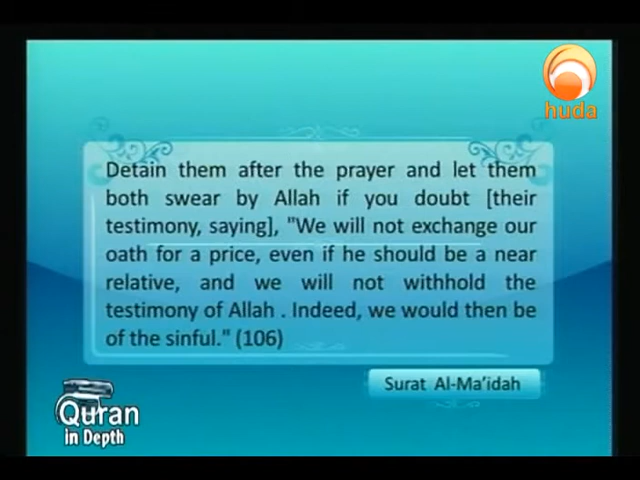 huda
Detain them after the prayer and let them
both swear by Allah if you doubt [their
testimony, saying], "We will not exchange our
oath for a price, even if he should be a near
relative, and we will not withhold the
testimony of Allah . Indeed, we would then be
of the sinful." (106)
Surat Al-Ma'idah
Quran
in Depth